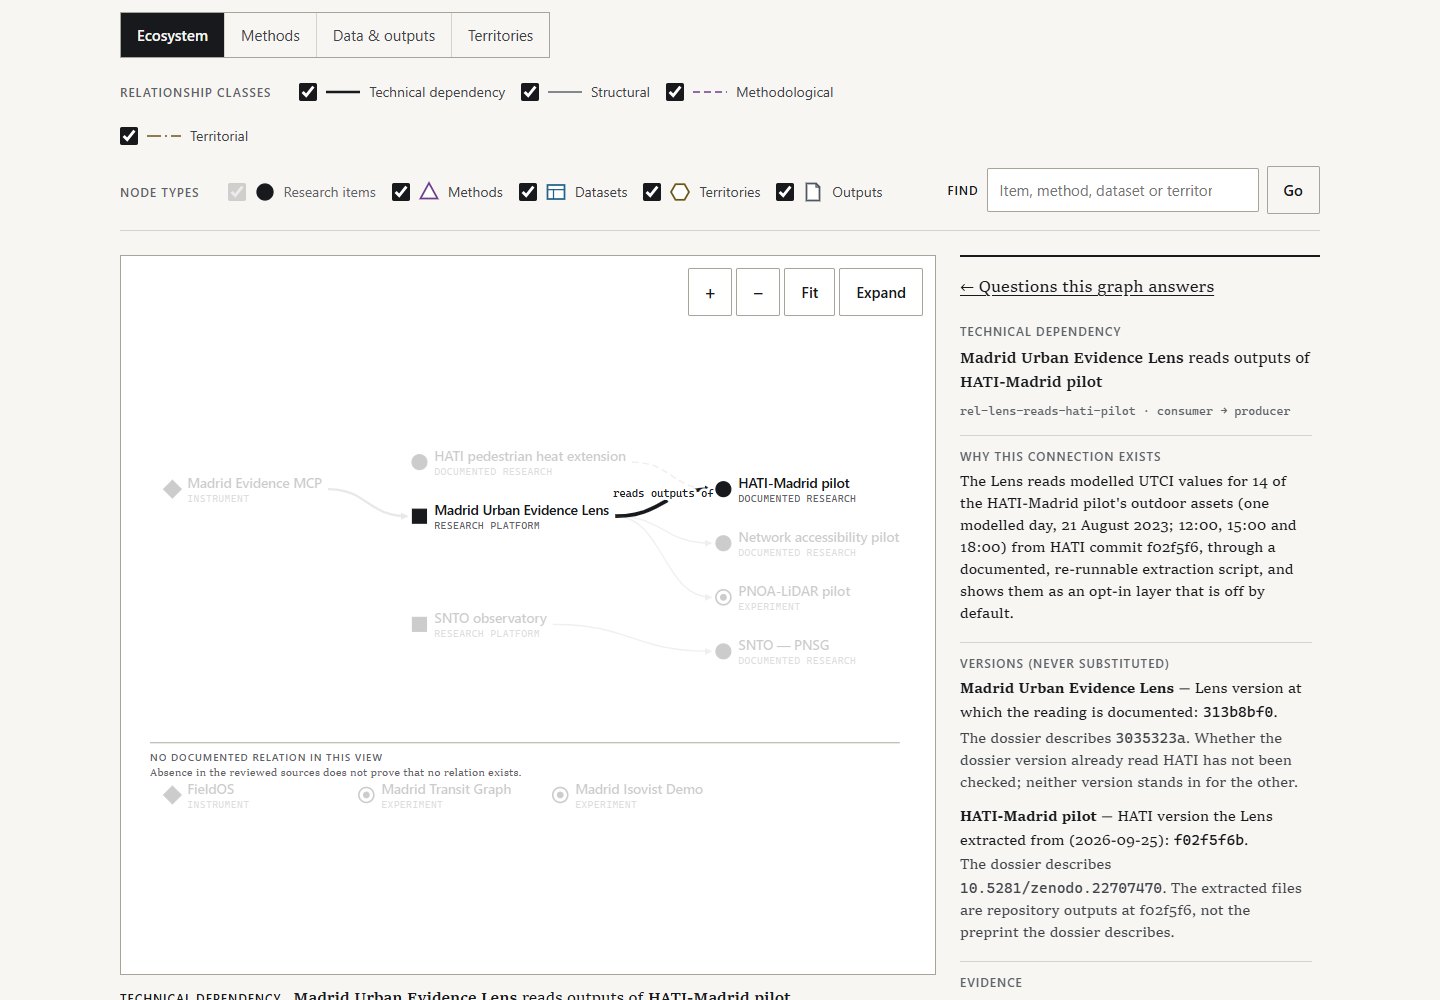 Ecosystem Methods Data & outputs Territories
RELATIONSHIP CLASSES Technical dependency Structural Methodological
Territorial
NODE TYPES Research items Methods Datasets Territories Outputs FIND Item, method, dataset or territor Go
+ − Fit Expand
HATI pedestrian heat extension
DOCUMENTED RESEARCH
Madrid Evidence MCP
INSTRUMENT
reads outputs of
HATI-Madrid pilot
DOCUMENTED RESEARCH
Madrid Urban Evidence Lens
RESEARCH PLATFORM
Network accessibility pilot
DOCUMENTED RESEARCH
PNOA-LiDAR pilot
EXPERIMENT
SNTO observatory
RESEARCH PLATFORM
SNTO — PNSG
DOCUMENTED RESEARCH
NO DOCUMENTED RELATION IN THIS VIEW
Absence in the reviewed sources does not prove that no relation exists.
FieldOS
INSTRUMENT
Madrid Transit Graph
EXPERIMENT
Madrid Isovist Demo
EXPERIMENT
TECHNICAL DEPENDENCY Madrid Urban Evidence Lens reads outputs of HATI-Madrid pilot
← Questions this graph answers
TECHNICAL DEPENDENCY
Madrid Urban Evidence Lens reads outputs of
HATI-Madrid pilot
rel-lens-reads-hati-pilot · consumer → producer
WHY THIS CONNECTION EXISTS
The Lens reads modelled UTCI values for 14 of
the HATI-Madrid pilot's outdoor assets (one
modelled day, 21 August 2023; 12:00, 15:00 and
18:00) from HATI commit f02f5f6, through a
documented, re-runnable extraction script, and
shows them as an opt-in layer that is off by
default.
VERSIONS (NEVER SUBSTITUTED)
Madrid Urban Evidence Lens — Lens version at
which the reading is documented: 313b8bf0.
The dossier describes 3035323a. Whether the
dossier version already read HATI has not been
checked; neither version stands in for the other.
HATI-Madrid pilot — HATI version the Lens
extracted from (2026-09-25): f02f5f6b.
The dossier describes
10.5281/zenodo.22707470. The extracted files
are repository outputs at f02f5f6, not the
preprint the dossier describes.
EVIDENCE